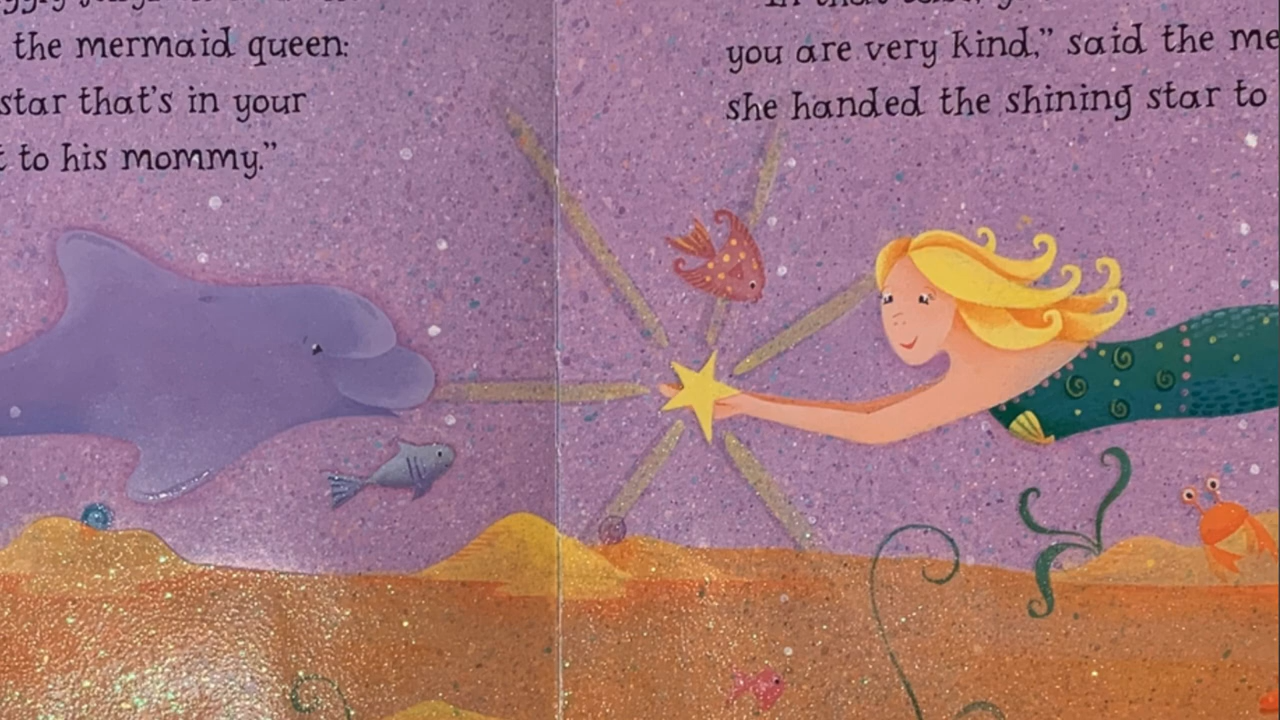 the mermaid queen:
star that's in your
to his mommy."
you are very kind," said the
she handed the shining star to